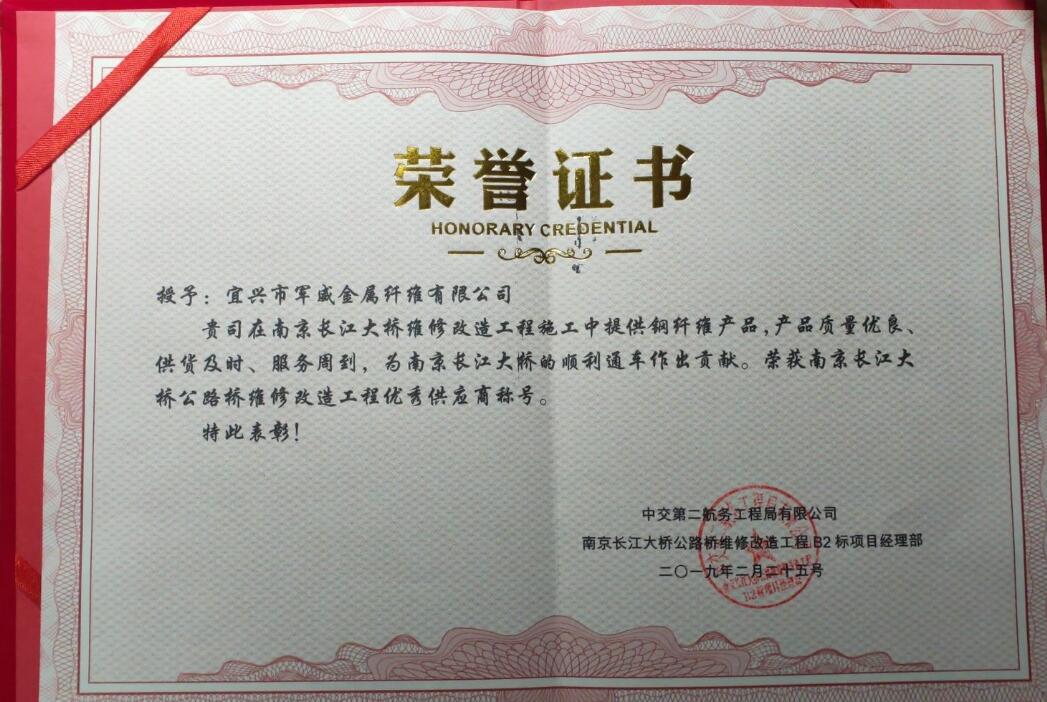 荣誉证书
HONORARY CREDENTIAL
授予：宜兴市军威金属纤维有限公司
贵司在南京长江大桥维修改造工程施工中提供钢纤维产品，产品质量优良、
供货及时、服务周到，为南京长江大桥的顺利通车作出贡献。荣获南京长江大
桥公路桥维修改造工程优秀供应商称号。
特此表彰！
中交第二航务工程局有限公司
南京长江大桥公路桥维修改造工程B2标项目经理部
二〇一九年二月二十五号